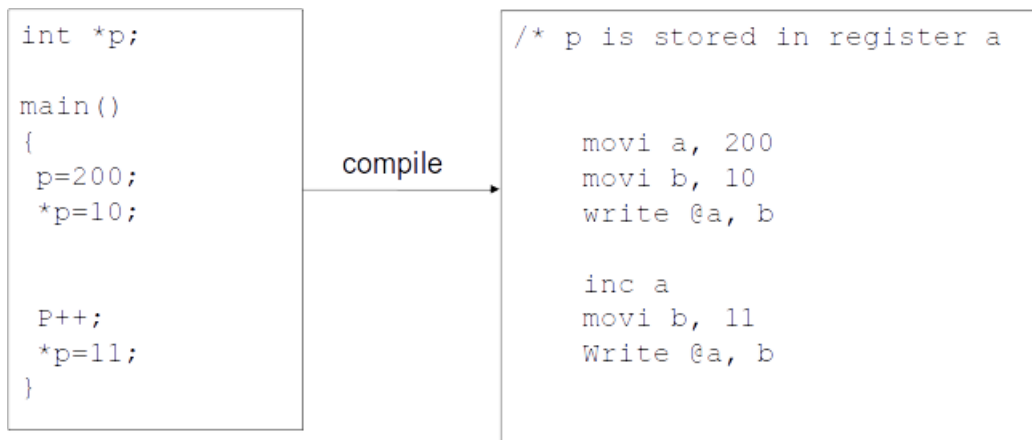 int *p;
main()
{
p=200;
*p=10;
P++;
*p=11;
}
compile
/* p is stored in register a
movi a, 200
movi b, 10
write @a, b
inc a
movi b, 11
Write @a, b